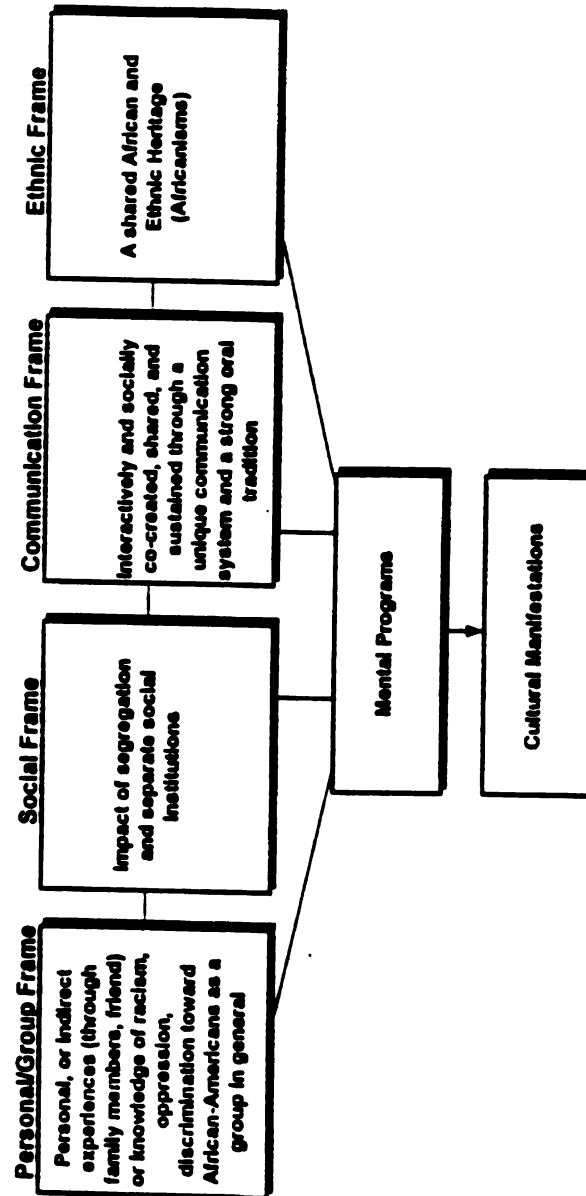 Personal/Group Frame
Personal, or Indirect
experiences (through
family members, friend)
or knowledge of racism,
oppression,
discrimination toward
African-Americans as a
group in general
Social Frame
Impact of segregation
and separate social
institutions
Communication Frame
Interactively and socially
co-created, shared, and
sustained through a
unique communication
system and a strong oral
tradition
Ethnic Frame
A shared African and
Ethnic Heritage
(Africanisms)
Mental Programs
Cultural Manifestations